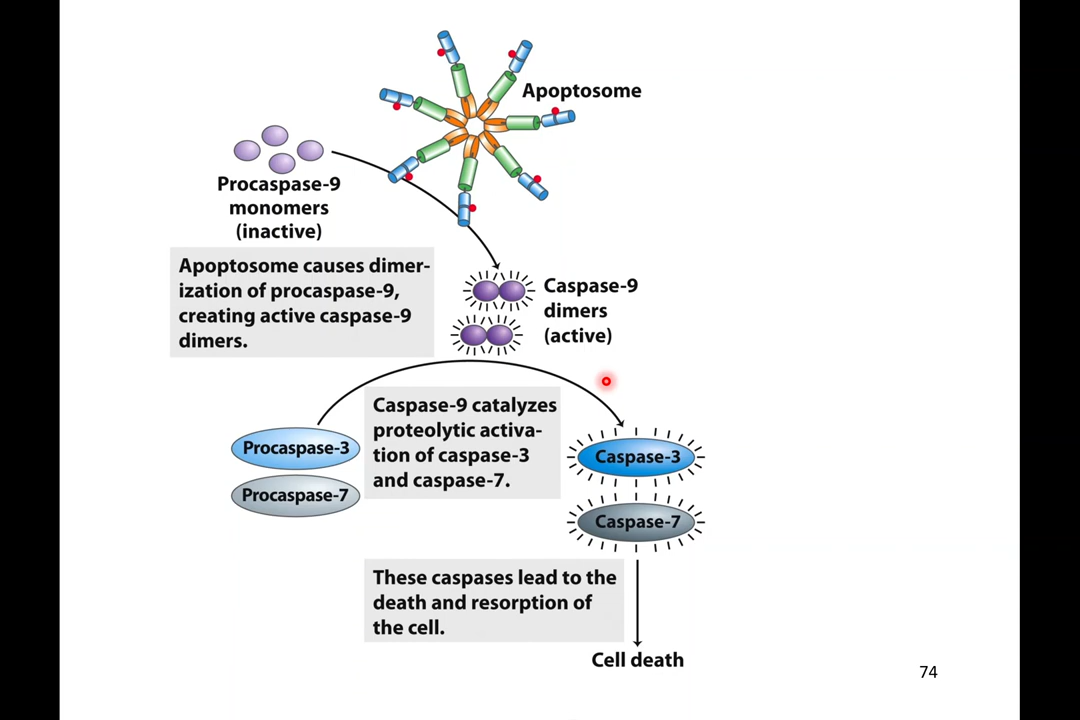 Apoptosome
Procaspase-9
monomers
(inactive)
Apoptosome causes dimer-
ization of procaspase-9,
creating active caspase-9
dimers.
Caspase-9
dimers
(active)
Caspase-9 catalyzes
proteolytic activa-
tion of caspase-3
and caspase-7.
Procaspase-3
Procaspase-7
Caspase-3
Caspase-7
These caspases lead to the
death and resorption of
the cell.
Cell death
74